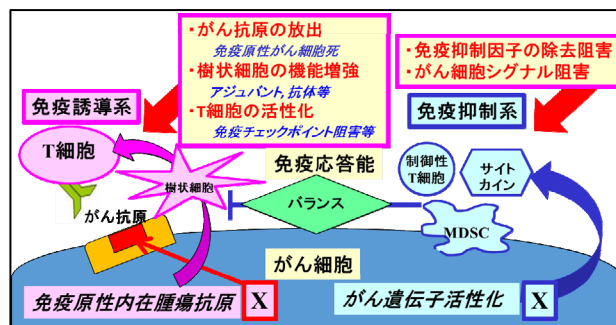 ・がん抗原の放出
免疫原性がん細胞死
・樹状細胞の機能増強
アジュバント,抗体等
・T細胞の活性化
免疫チェックポイント阻害等
・免疫抑制因子の除去阻害
・がん細胞シグナル阻害
免疫誘導系
免疫抑制系
T細胞
樹状細胞
免疫応答能
バランス
制御性
T細胞
サイト
カイン
MDSC
がん抗原
がん細胞
免疫原性内在腫瘍抗原
X
がん遺伝子活性化
X